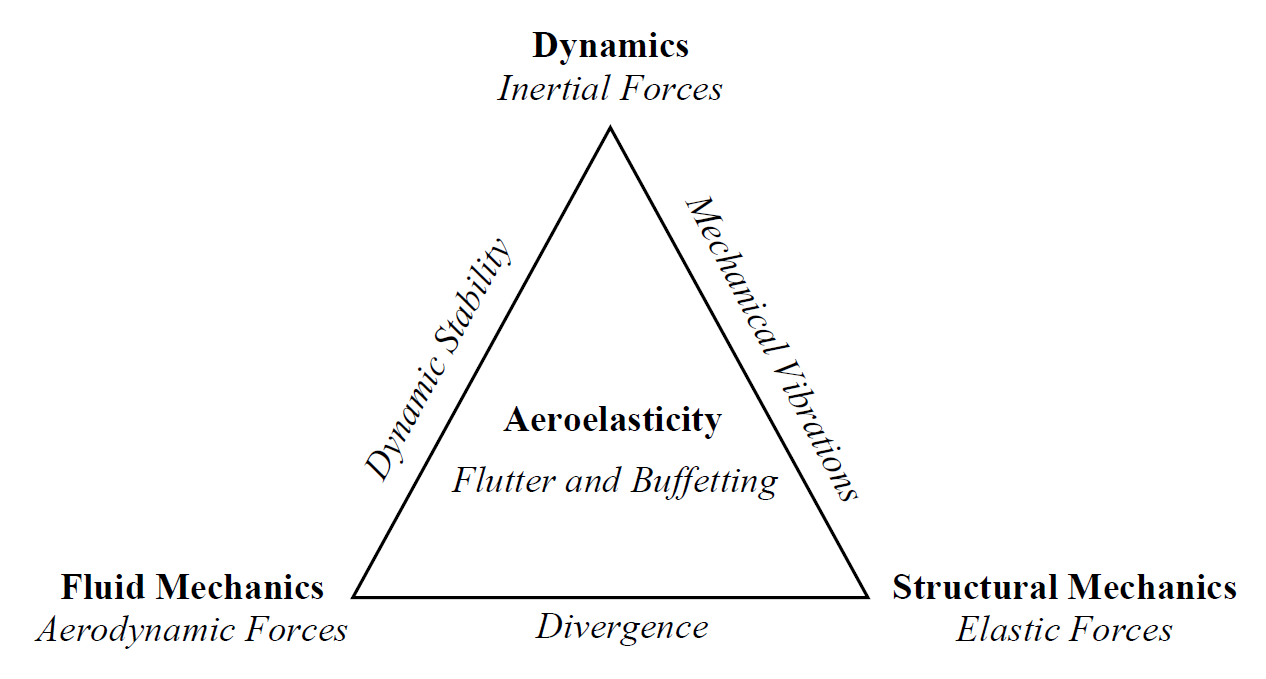 Dynamics
Inertial Forces
Dynamic Stability
Mechanical Vibrations
Aeroelasticity
Flutter and Buffetting
Fluid Mechanics
Aerodynamic Forces
Divergence
Structural Mechanics
Elastic Forces